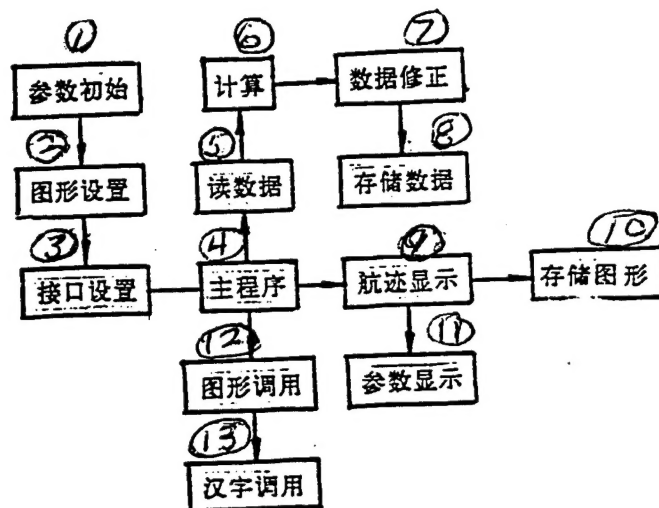 ① ⑥ ⑦
参数初始 计算 数据修正
② ⑤ ⑧
图形设置 读数据 存储数据
③ ④ ⑨ ⑩
接口设置 主程序 航迹显示 存储图形
⑫ ⑪
图形调用 参数显示
⑬
汉字调用